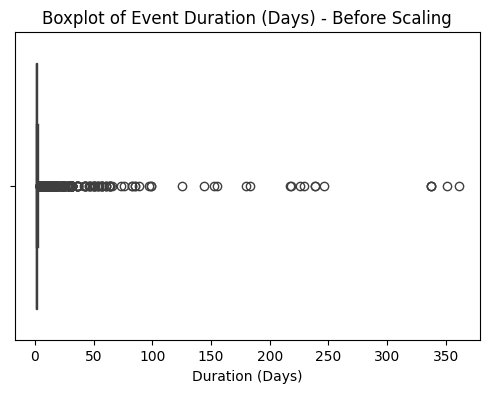 Boxplot of Event Duration (Days) - Before Scaling
0 50 100 150 200 250 300 350
Duration (Days)